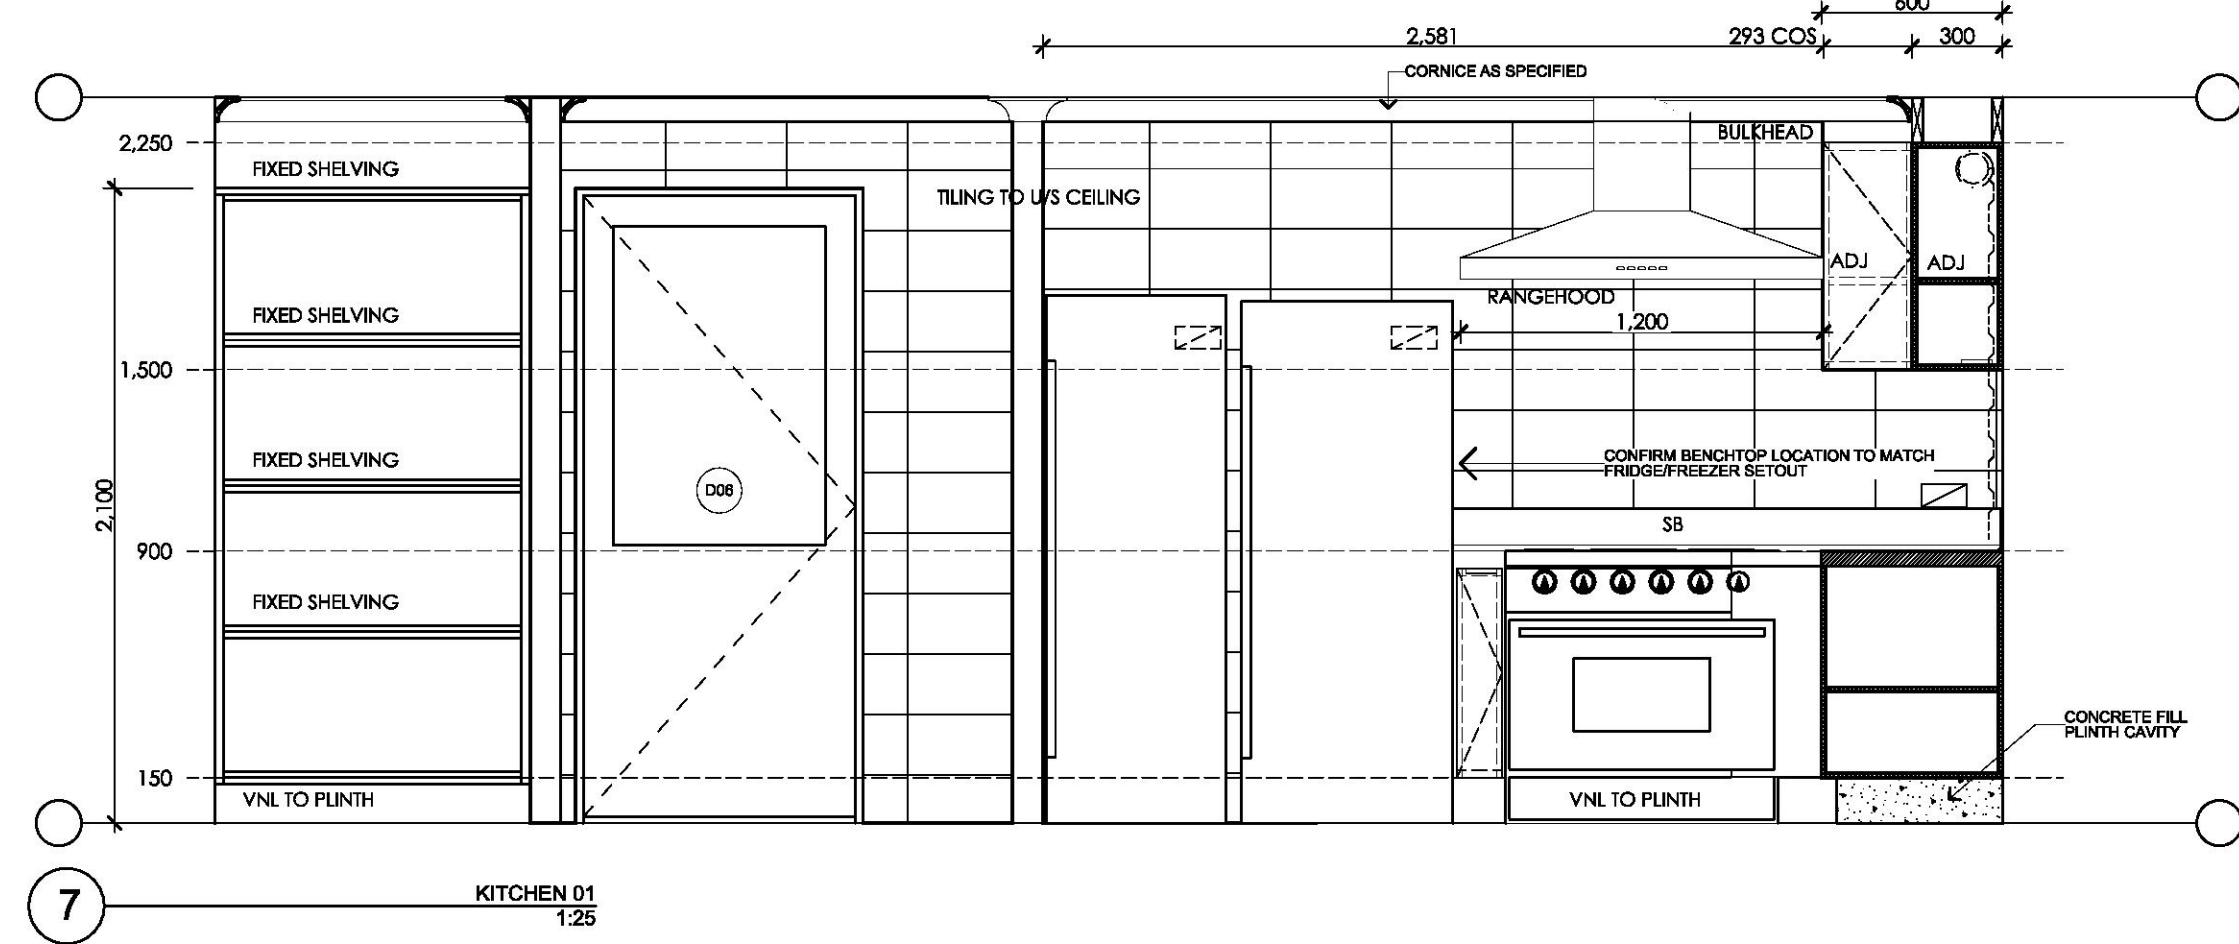 600
2,581
293 COS
300
CORNICE AS SPECIFIED
BULKHEAD
2,250
FIXED SHELVING
TILING TO U/S CEILING
ADJ
ADJ
RANGEHOOD
FIXED SHELVING
1,200
1,500
CONFIRM BENCHTOP LOCATION TO MATCH
FRIDGE/FREEZER SETOUT
FIXED SHELVING
D06
2,100
SB
900
FIXED SHELVING
CONCRETE FILL
PLINTH CAVITY
150
VNL TO PLINTH
VNL TO PLINTH
7
KITCHEN 01
1:25